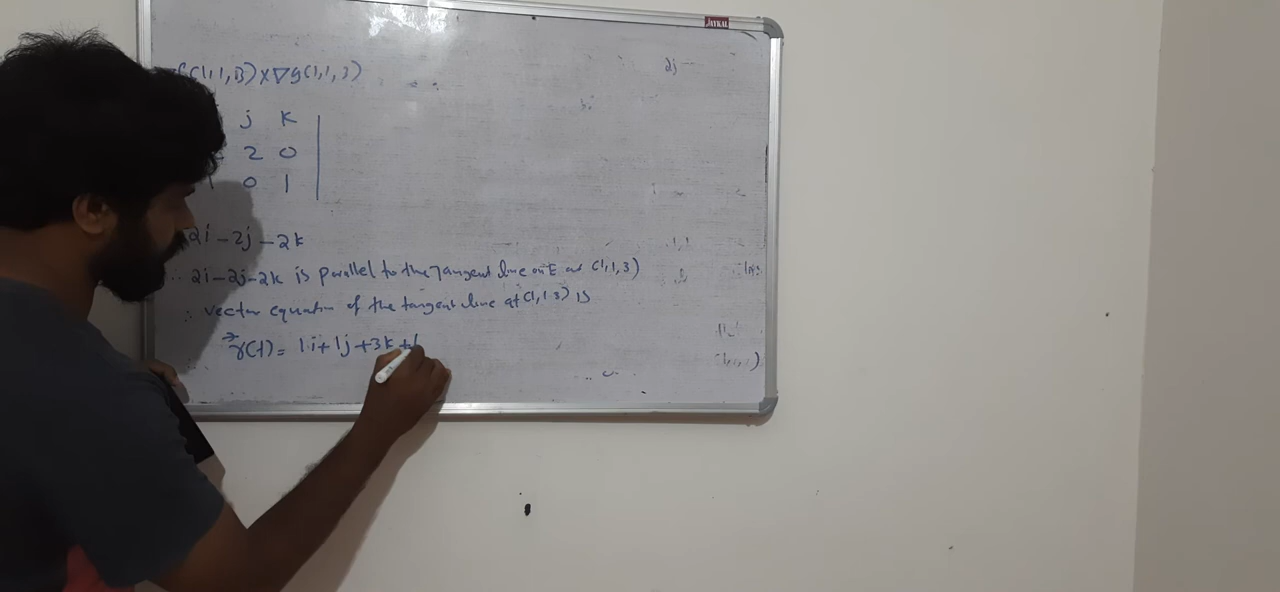 JAYKAL
2j
(1,1,3) x ∇g(1,1,3)
j k
2 0
1 0 1
2i - 2j - 2k
∴ 2i - 2j - 2k is parallel to the Tangent line on E at (1,1,3)
∴ vector equation of the tangent line at (1,1,3) is
r(t) = 1i + 1j + 3k + t